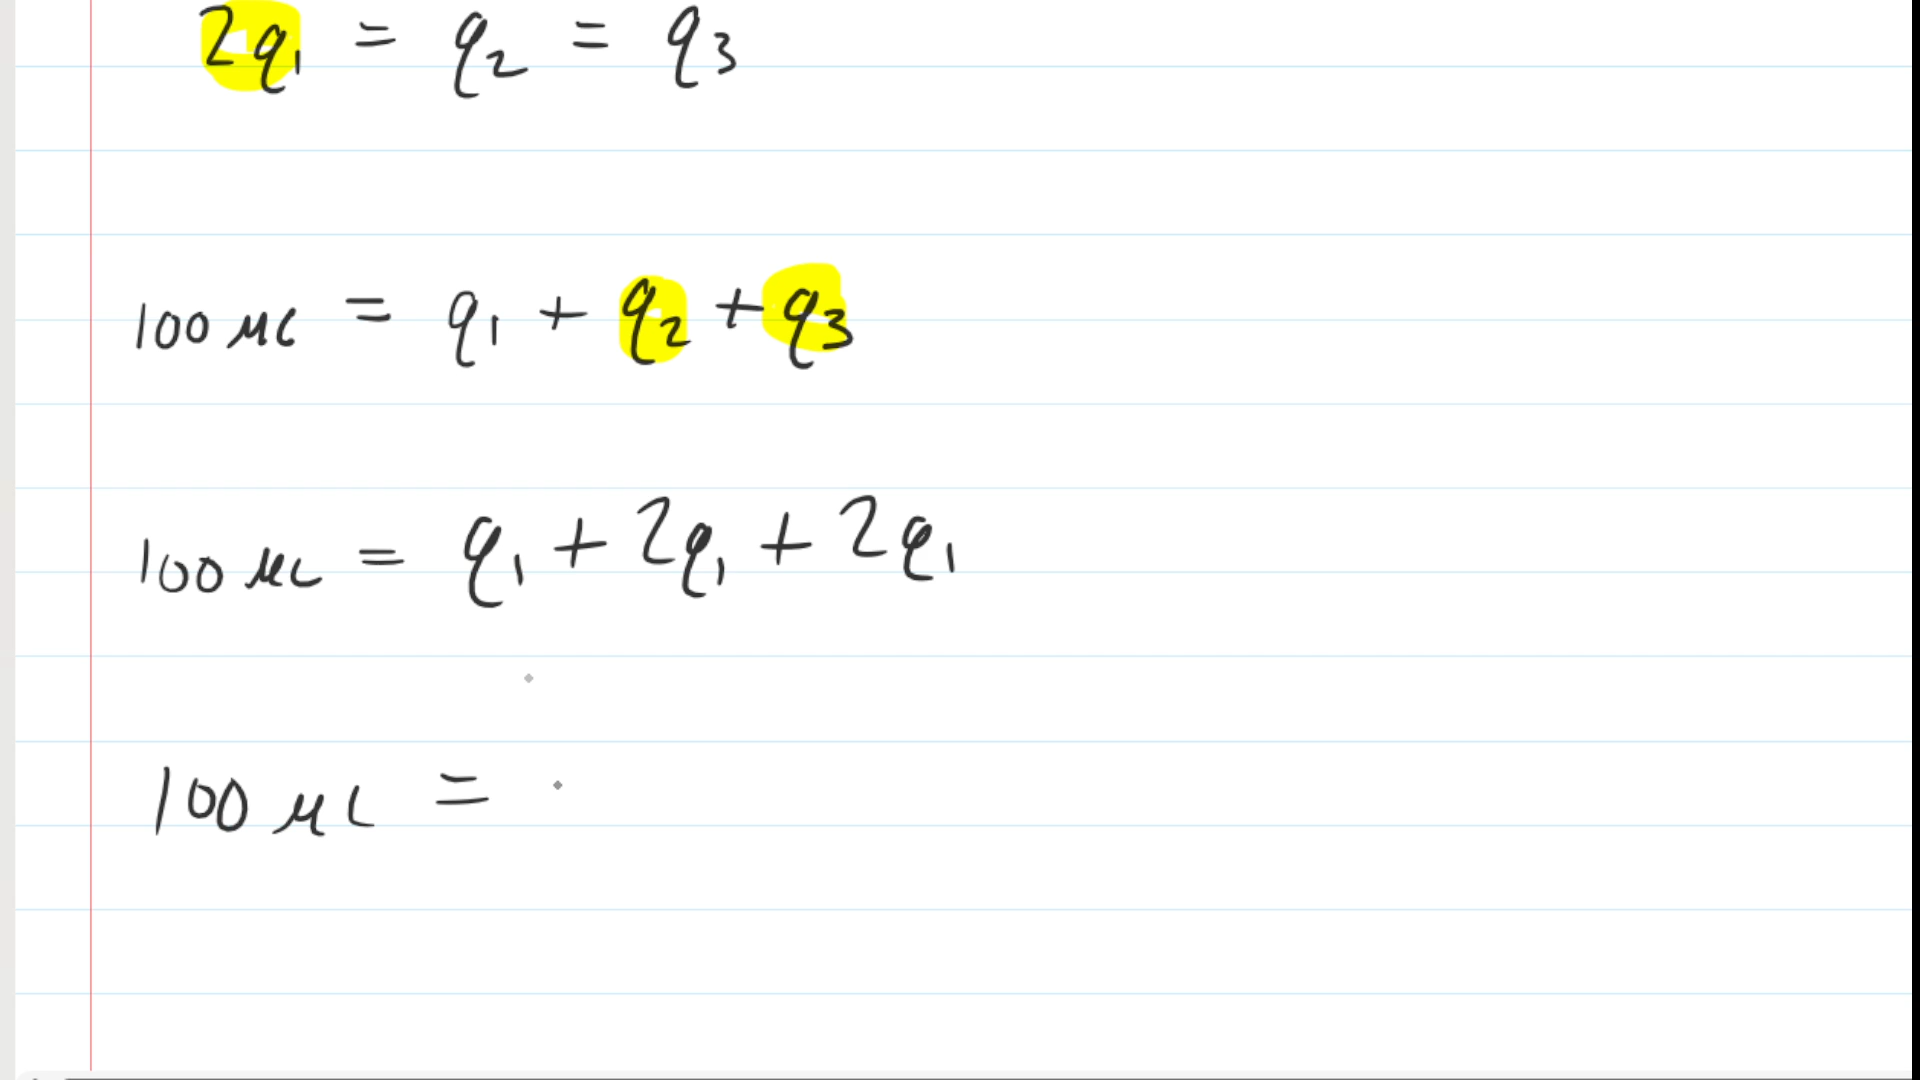 2q₁ = q₂ = q₃
100 μC = q₁ + q₂ + q₃
100 μC = q₁ + 2q₁ + 2q₁
100 μC =